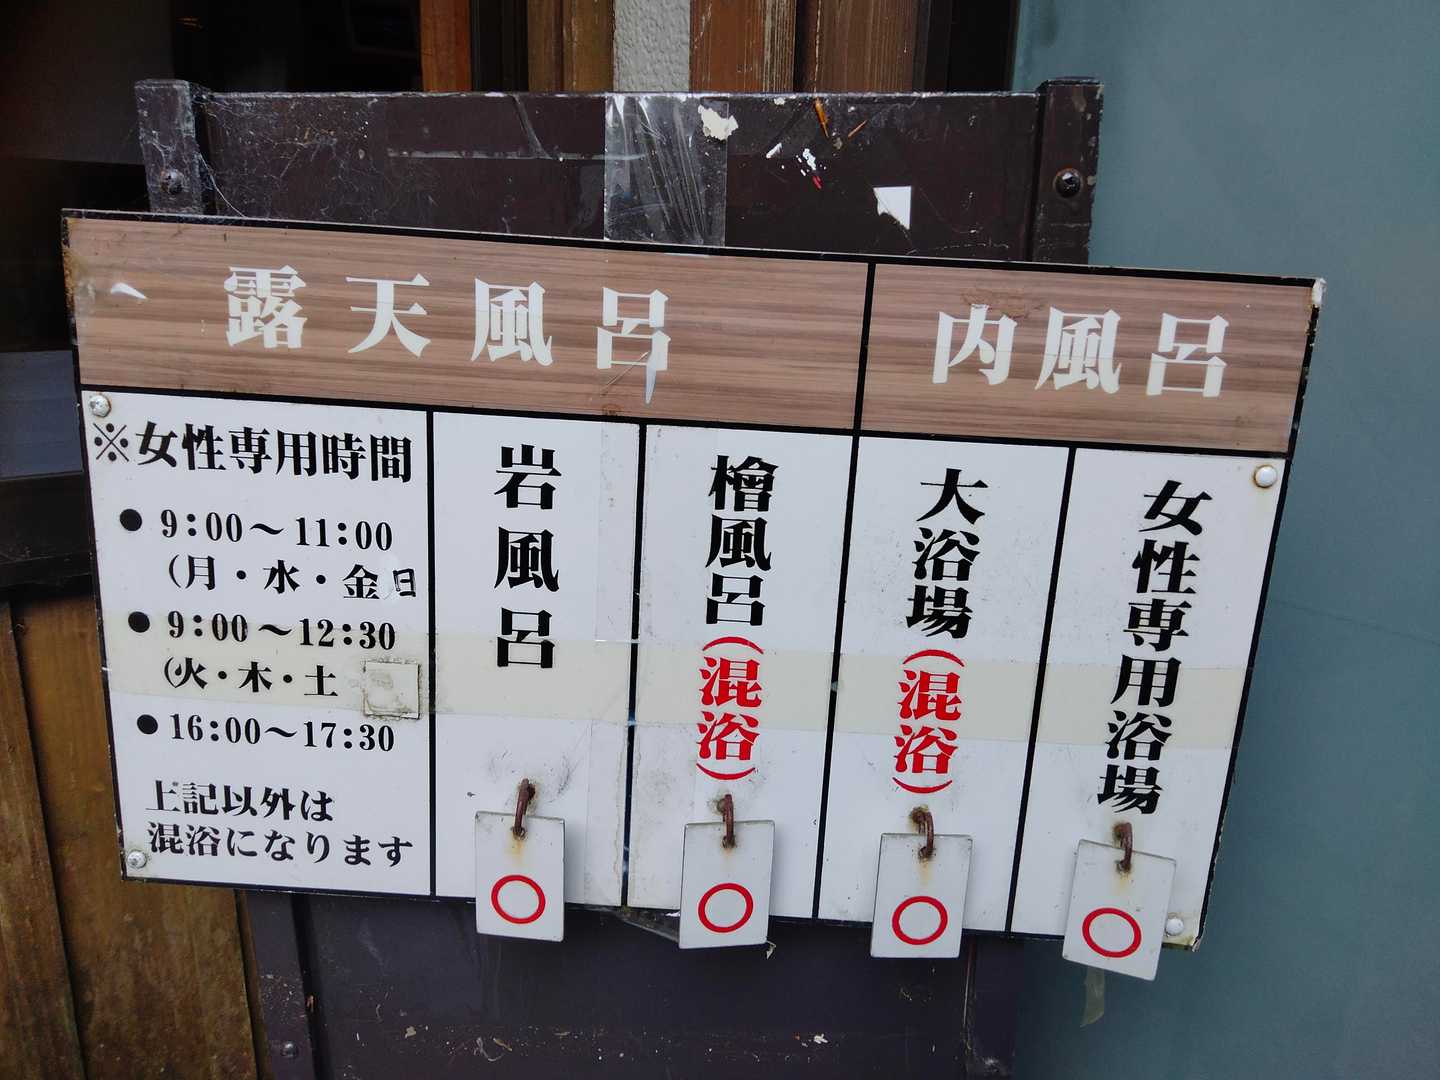 露天風呂
内風呂
※女性専用時間
●9:00～11:00
(月・水・金日
●9:00～12:30
(火・木・土
●16:00～17:30
上記以外は
混浴になります
岩風呂
檜風呂(混浴)
大浴場(混浴)
女性専用浴場